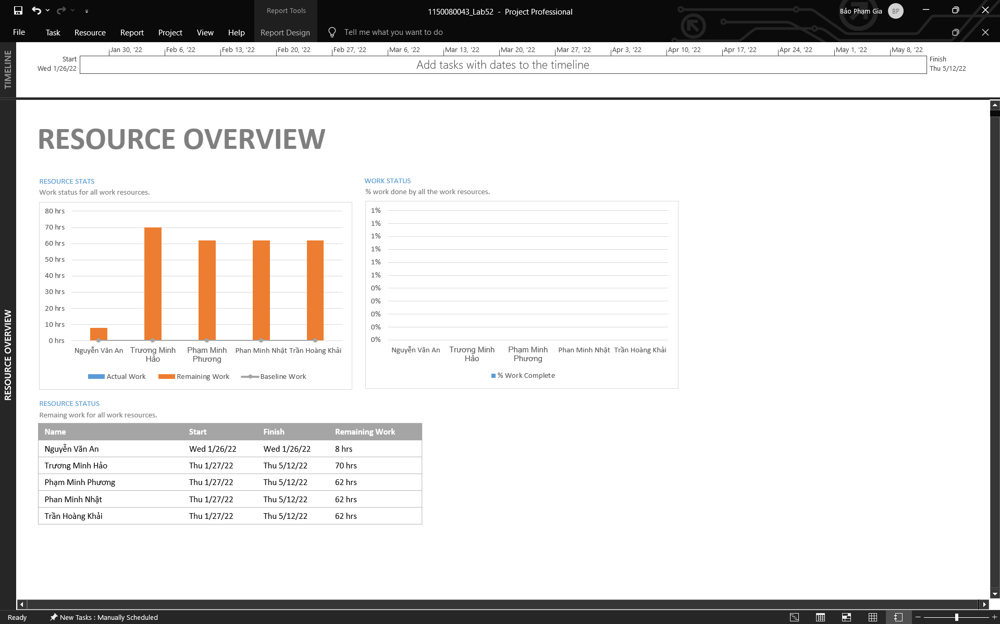 Report Tools
1150080043_Lab52 - Project Professional
Bảo Phạm Gia BP
File Task Resource Report Project View Help Report Design Tell me what you want to do
TIMELINE
Jan 30, '22 Feb 6, '22 Feb 13, '22 Feb 20, '22 Feb 27, '22 Mar 6, '22 Mar 13, '22 Mar 20, '22 Mar 27, '22 Apr 3, '22 Apr 10, '22 Apr 17, '22 Apr 24, '22 May 1, '22 May 8, '22
Start
Wed 1/26/22
Add tasks with dates to the timeline
Finish
Thu 5/12/22
RESOURCE OVERVIEW
RESOURCE OVERVIEW
RESOURCE STATS
Work status for all work resources.
80 hrs
70 hrs
60 hrs
50 hrs
40 hrs
30 hrs
20 hrs
10 hrs
0 hrs
Nguyễn Văn An Trương Minh Hảo Phạm Minh Phương Phan Minh Nhật Trần Hoàng Khải
Actual Work Remaining Work Baseline Work
WORK STATUS
% work done by all the work resources.
1%
1%
1%
1%
1%
1%
0%
0%
0%
0%
0%
Nguyễn Văn An Trương Minh Hảo Phạm Minh Phương Phan Minh Nhật Trần Hoàng Khải
% Work Complete
RESOURCE STATUS
Remaing work for all work resources.
Name Start Finish Remaining Work
Nguyễn Văn An Wed 1/26/22 Wed 1/26/22 8 hrs
Trương Minh Hảo Thu 1/27/22 Thu 5/12/22 70 hrs
Phạm Minh Phương Thu 1/27/22 Thu 5/12/22 62 hrs
Phan Minh Nhật Thu 1/27/22 Thu 5/12/22 62 hrs
Trần Hoàng Khải Thu 1/27/22 Thu 5/12/22 62 hrs
Ready New Tasks : Manually Scheduled